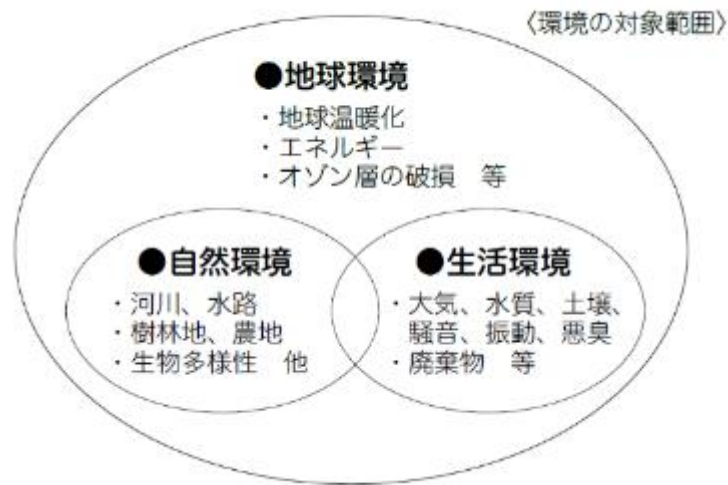 〈環境の対象範囲〉
●地球環境
・地球温暖化
・エネルギー
・オゾン層の破損　等
●自然環境
・河川、水路
・樹林地、農地
・生物多様性　他
●生活環境
・大気、水質、土壌、
騒音、振動、悪臭
・廃棄物　等